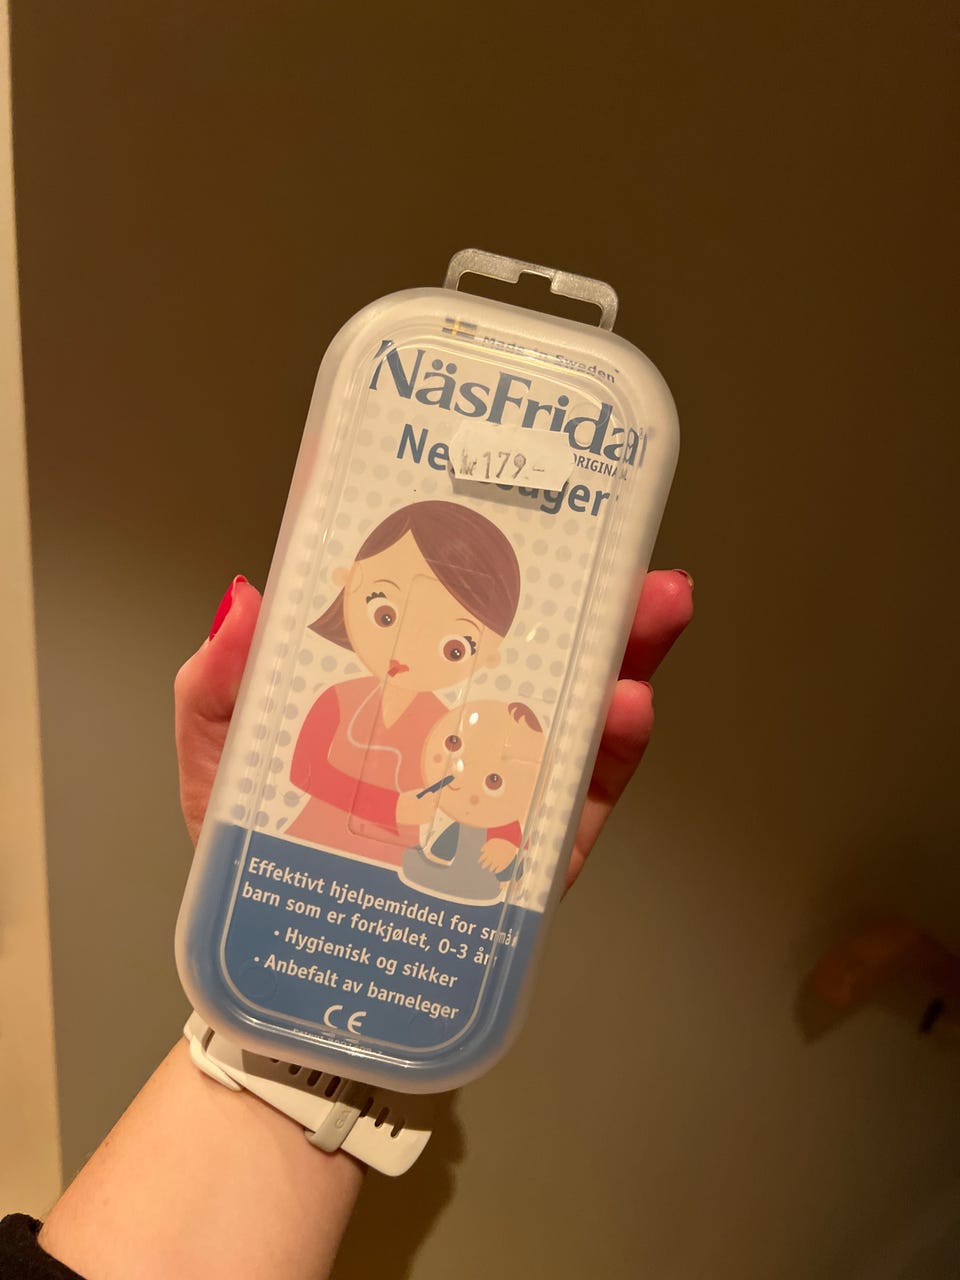 Made in Sweden
NäsFrida
ORIGINAL
kr 179.-
Effektivt hjelpemiddel for små
barn som er forkjølet, 0-3 år
• Hygienisk og sikker
• Anbefalt av barneleger
CE